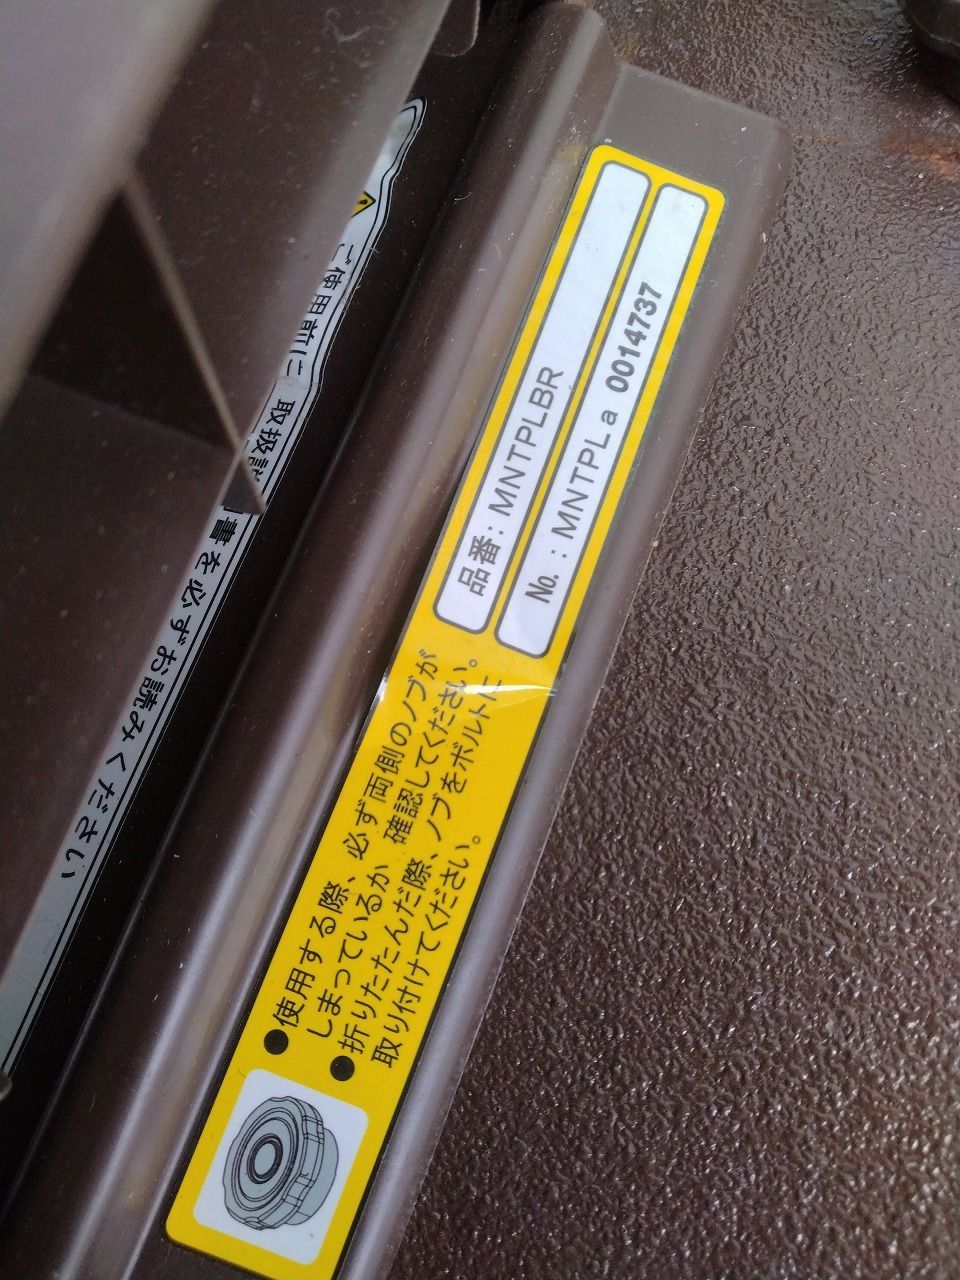 品番：MNTPLBR
№：MNTPLa 0014737
●使用する際、必ず両側のノブが
しまっているか、確認してください。
●折りたたんだ際、ノブをボルトに
取り付けてください。
ご使用前に 取扱説明書を必ずお読みください